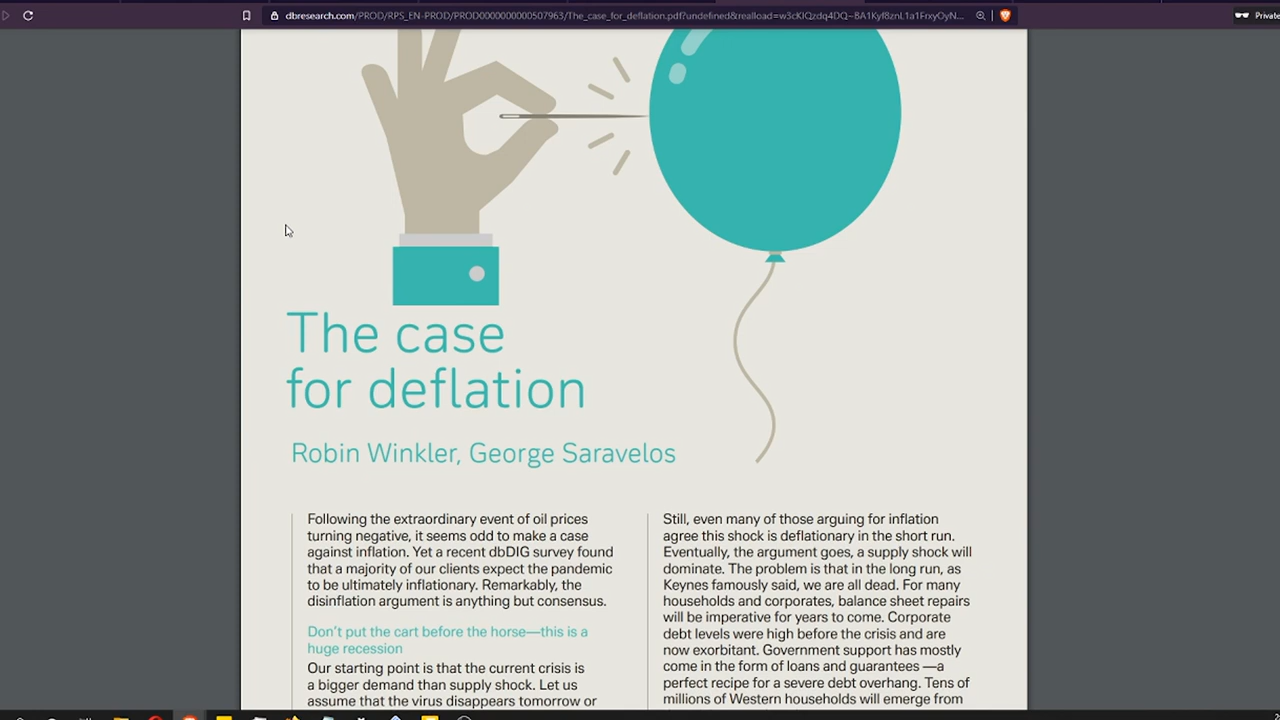 dbresearch.com/PROD/RPS_EN-PROD/PROD0000000000507963/The_case_for_deflation.pdf?undefined&realload=
Private
The case
for deflation
Robin Winkler, George Saravelos
Following the extraordinary event of oil prices
turning negative, it seems odd to make a case
against inflation. Yet a recent dbDIG survey found
that a majority of our clients expect the pandemic
to be ultimately inflationary. Remarkably, the
disinflation argument is anything but consensus.
Don't put the cart before the horse—this is a
huge recession
Our starting point is that the current crisis is
a bigger demand than supply shock. Let us
assume that the virus disappears tomorrow or
Still, even many of those arguing for inflation
agree this shock is deflationary in the short run.
Eventually, the argument goes, a supply shock will
dominate. The problem is that in the long run, as
Keynes famously said, we are all dead. For many
households and corporates, balance sheet repairs
will be imperative for years to come. Corporate
debt levels were high before the crisis and are
now exorbitant. Government support has mostly
come in the form of loans and guarantees —a
perfect recipe for a severe debt overhang. Tens of
millions of Western households will emerge from